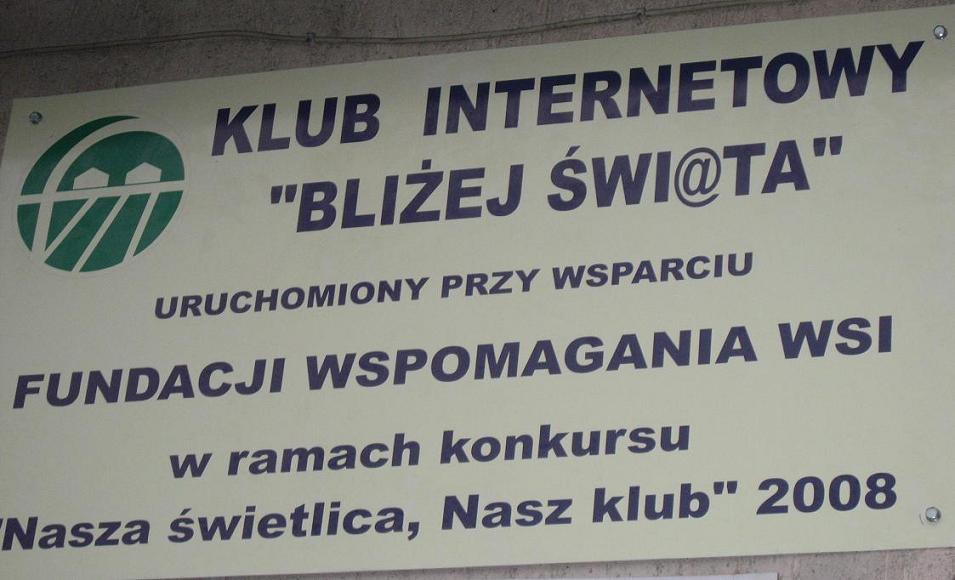 KLUB INTERNETOWY
"BLIŻEJ ŚWI@TA"
URUCHOMIONY PRZY WSPARCIU
FUNDACJI WSPOMAGANIA WSI
w ramach konkursu
"Nasza świetlica, Nasz klub" 2008